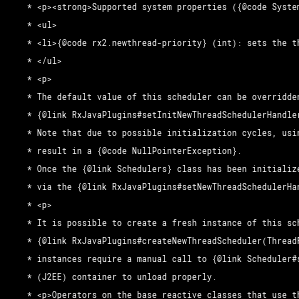 * <p><strong>Supported system properties ({@code System
* <ul>
* <li>{@code rx2.newthread-priority} (int): sets the th
* </ul>
* <p>
* The default value of this scheduler can be overridden
* {@link RxJavaPlugins#setInitNewThreadSchedulerHandler
* Note that due to possible initialization cycles, usin
* result in a {@code NullPointerException}.
* Once the {@link Schedulers} class has been initialize
* via the {@link RxJavaPlugins#setNewThreadSchedulerHan
* <p>
* It is possible to create a fresh instance of this sch
* {@link RxJavaPlugins#createNewThreadScheduler(ThreadF
* instances require a manual call to {@link Scheduler#s
* (J2EE) container to unload properly.
* <p>Operators on the base reactive classes that use th